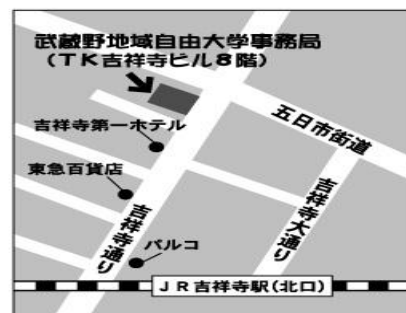 武蔵野地域自由大学事務局
（ＴＫ吉祥寺ビル８階）
五日市街道
吉祥寺第一ホテル
東急百貨店
吉祥寺大通り
吉祥寺通り
パルコ
ＪＲ吉祥寺駅（北口）